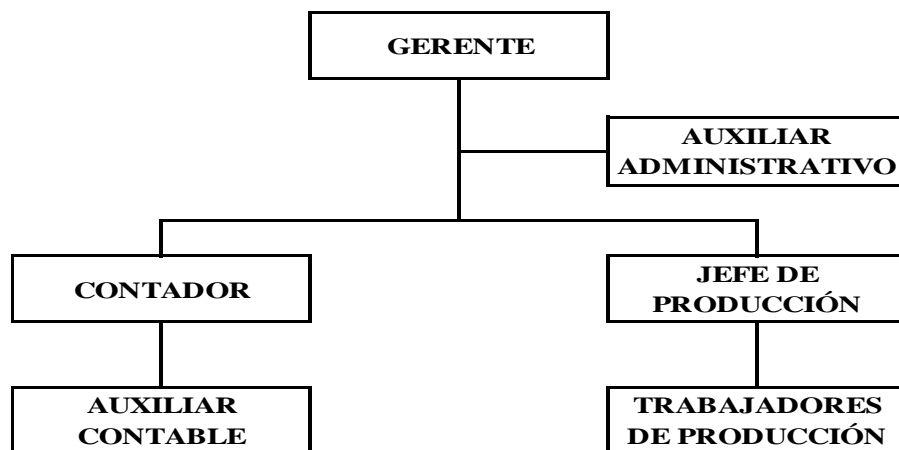 GERENTE
AUXILIAR
ADMINISTRATIVO
CONTADOR
JEFE DE
PRODUCCIÓN
AUXILIAR
CONTABLE
TRABAJADORES
DE PRODUCCIÓN